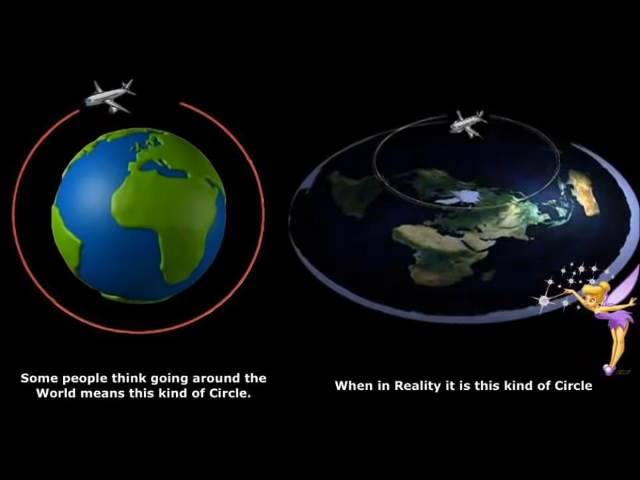 Some people think going around the
World means this kind of Circle.
When in Reality it is this kind of Circle